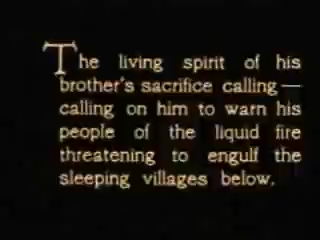 The living spirit of his
brother's sacrifice calling—
calling on him to warn his
people of the liquid fire
threatening to engulf the
sleeping villages below.